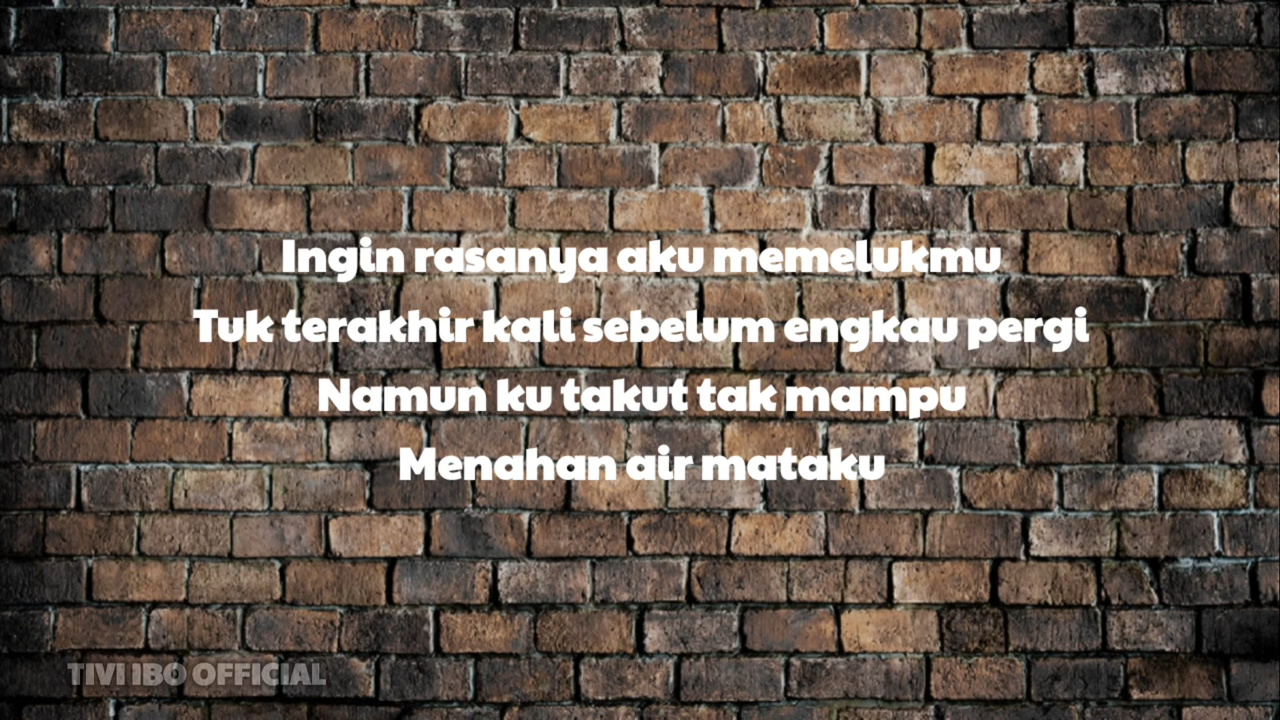 Ingin rasanya aku memelukmu
Tuk terakhir kali sebelum engkau pergi
Namun ku takut tak mampu
Menahan air mataku
TIVI IBO OFFICIAL